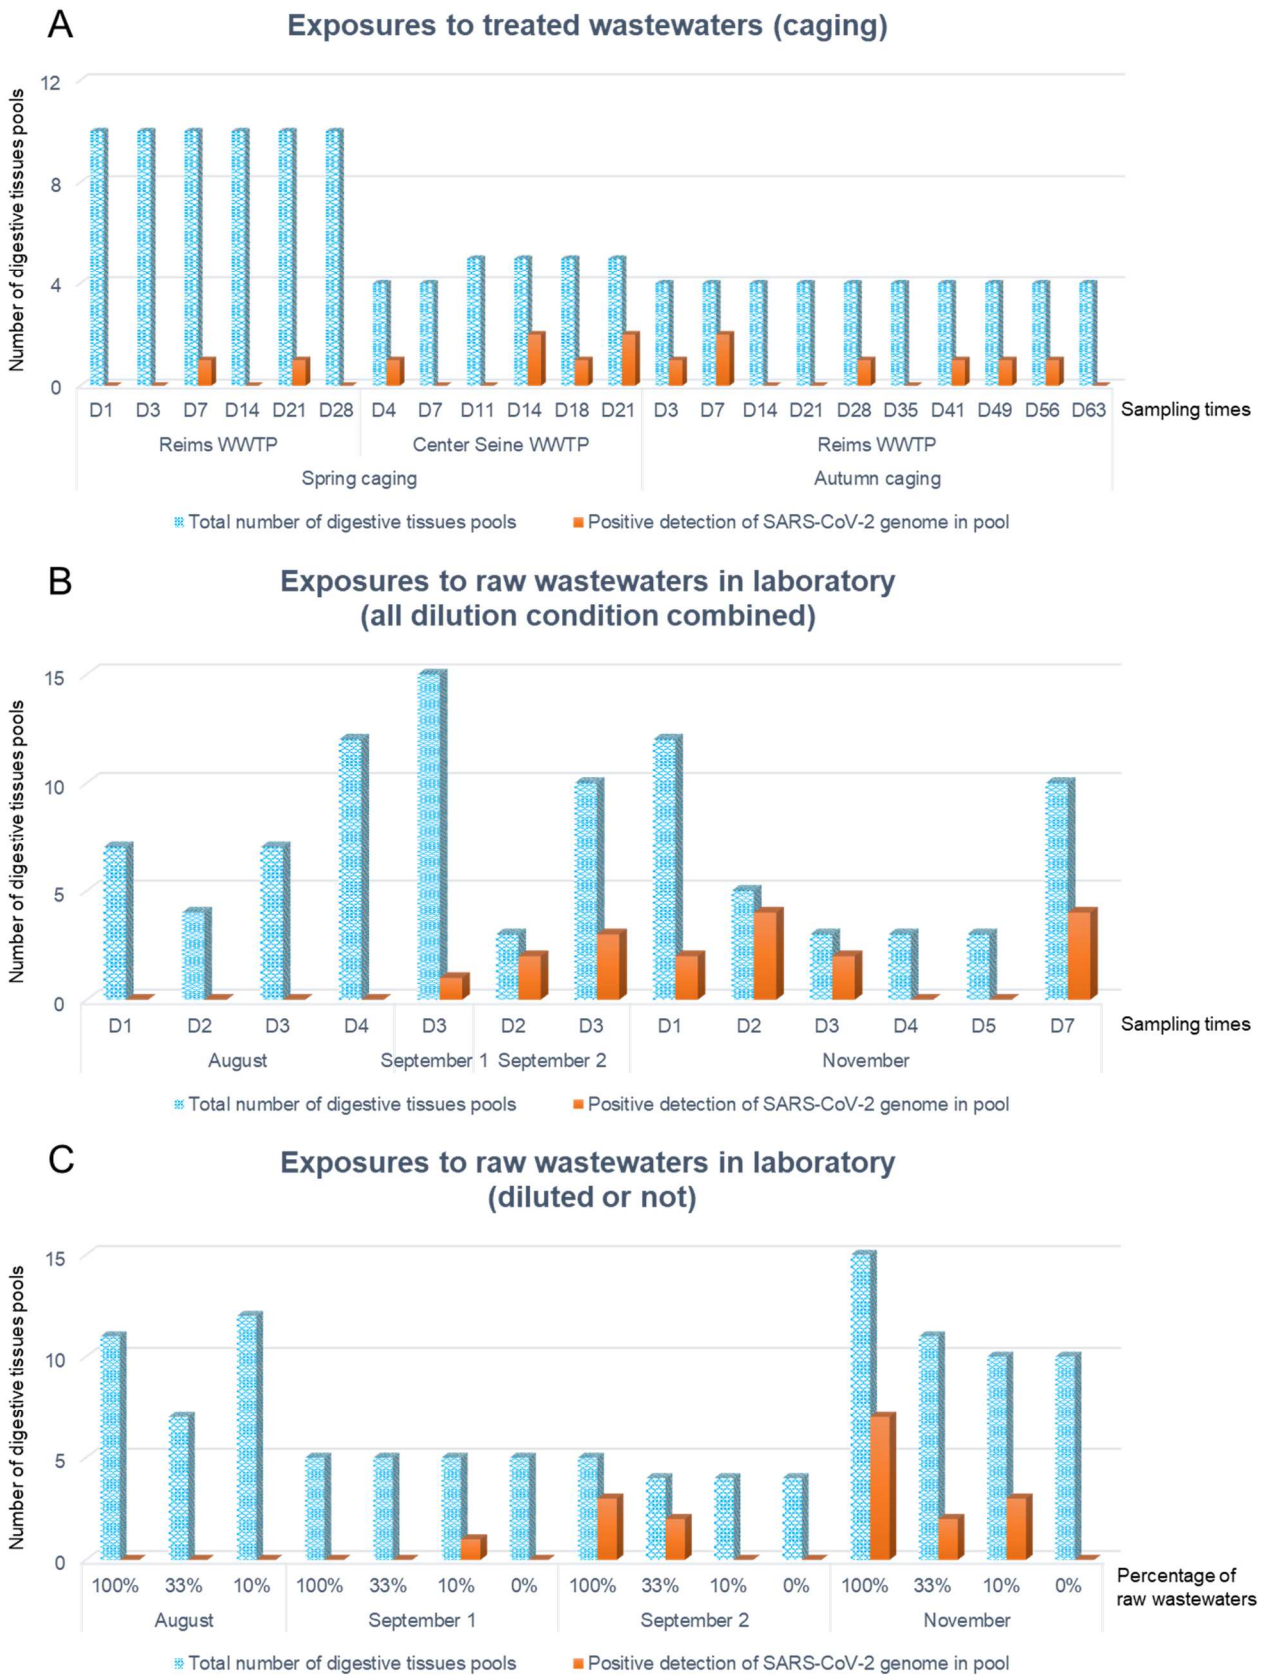 A
Exposures to treated wastewaters (caging)
Number of digestive tissues pools
12
8
4
0
D1 D3 D7 D14 D21 D28 D4 D7 D11 D14 D18 D21 D3 D7 D14 D21 D28 D35 D41 D49 D56 D63 Sampling times
Reims WWTP Center Seine WWTP Reims WWTP
Spring caging Autumn caging
Total number of digestive tissues pools Positive detection of SARS-CoV-2 genome in pool
B
Exposures to raw wastewaters in laboratory
(all dilution condition combined)
Number of digestive tissues pools
15
10
5
0
D1 D2 D3 D4 D3 D2 D3 D1 D2 D3 D4 D5 D7 Sampling times
August September 1 September 2 November
Total number of digestive tissues pools Positive detection of SARS-CoV-2 genome in pool
C
Exposures to raw wastewaters in laboratory
(diluted or not)
Number of digestive tissues pools
15
10
5
0
100% 33% 10% 100% 33% 10% 0% 100% 33% 10% 0% 100% 33% 10% 0% Percentage of
raw wastewaters
August September 1 September 2 November
Total number of digestive tissues pools Positive detection of SARS-CoV-2 genome in pool